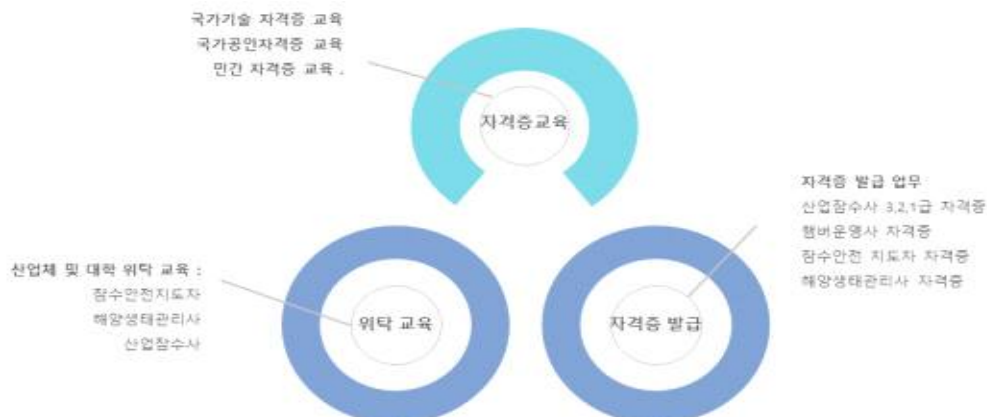 국가기술 자격증 교육
국가공인자격증 교육
민간 자격증 교육 .
자격증교육
자격증 발급 업무
산업잠수사 3,2,1급 자격증
챔버운영사 자격증
잠수안전 지도자 자격증
해양생태관리사 자격증
산업체 및 대학 위탁 교육 :
잠수안전지도자
해양생태관리사
산업잠수사
위탁 교육
자격증 발급